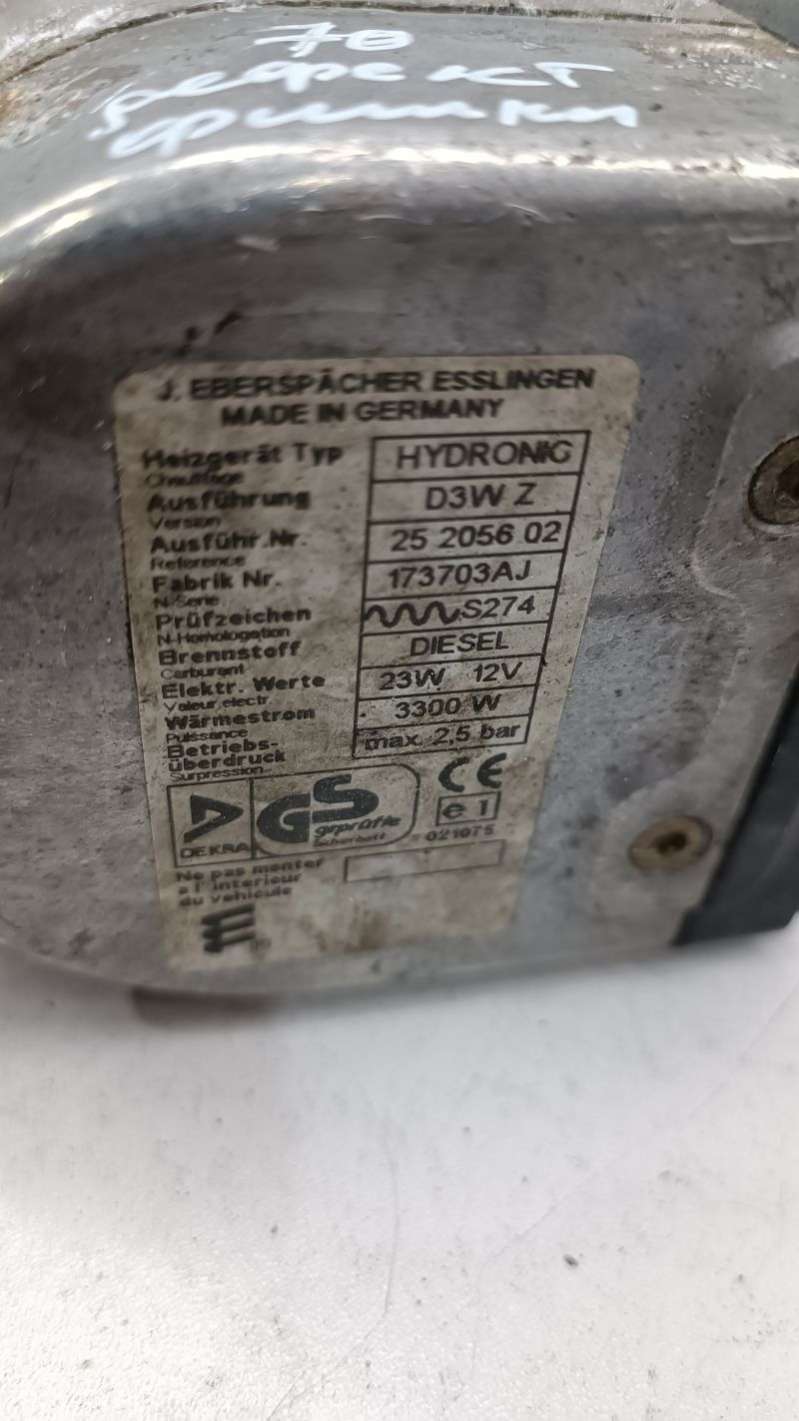 70
дефект
фишки
J. EBERSPÄCHER ESSLINGEN
MADE IN GERMANY
Heizgerät Typ HYDRONIC
Chauffage
Ausführung D3W Z
Version
Ausführ.Nr. 25 2056 02
Reference
Fabrik Nr. 173703AJ
N-Serie
Prüfzeichen S274
N-Homologation
Brennstoff DIESEL
Carburant
Elektr. Werte 23W 12V
Valeur electr.
Wärmestrom 3300 W
Puissance
Betriebs- max. 2,5 bar
überdruck
Surpression
DEKRA GS geprüfte Sicherheit
CE
e 1
021075
Ne pas monter
a l'interieur
du vehicule